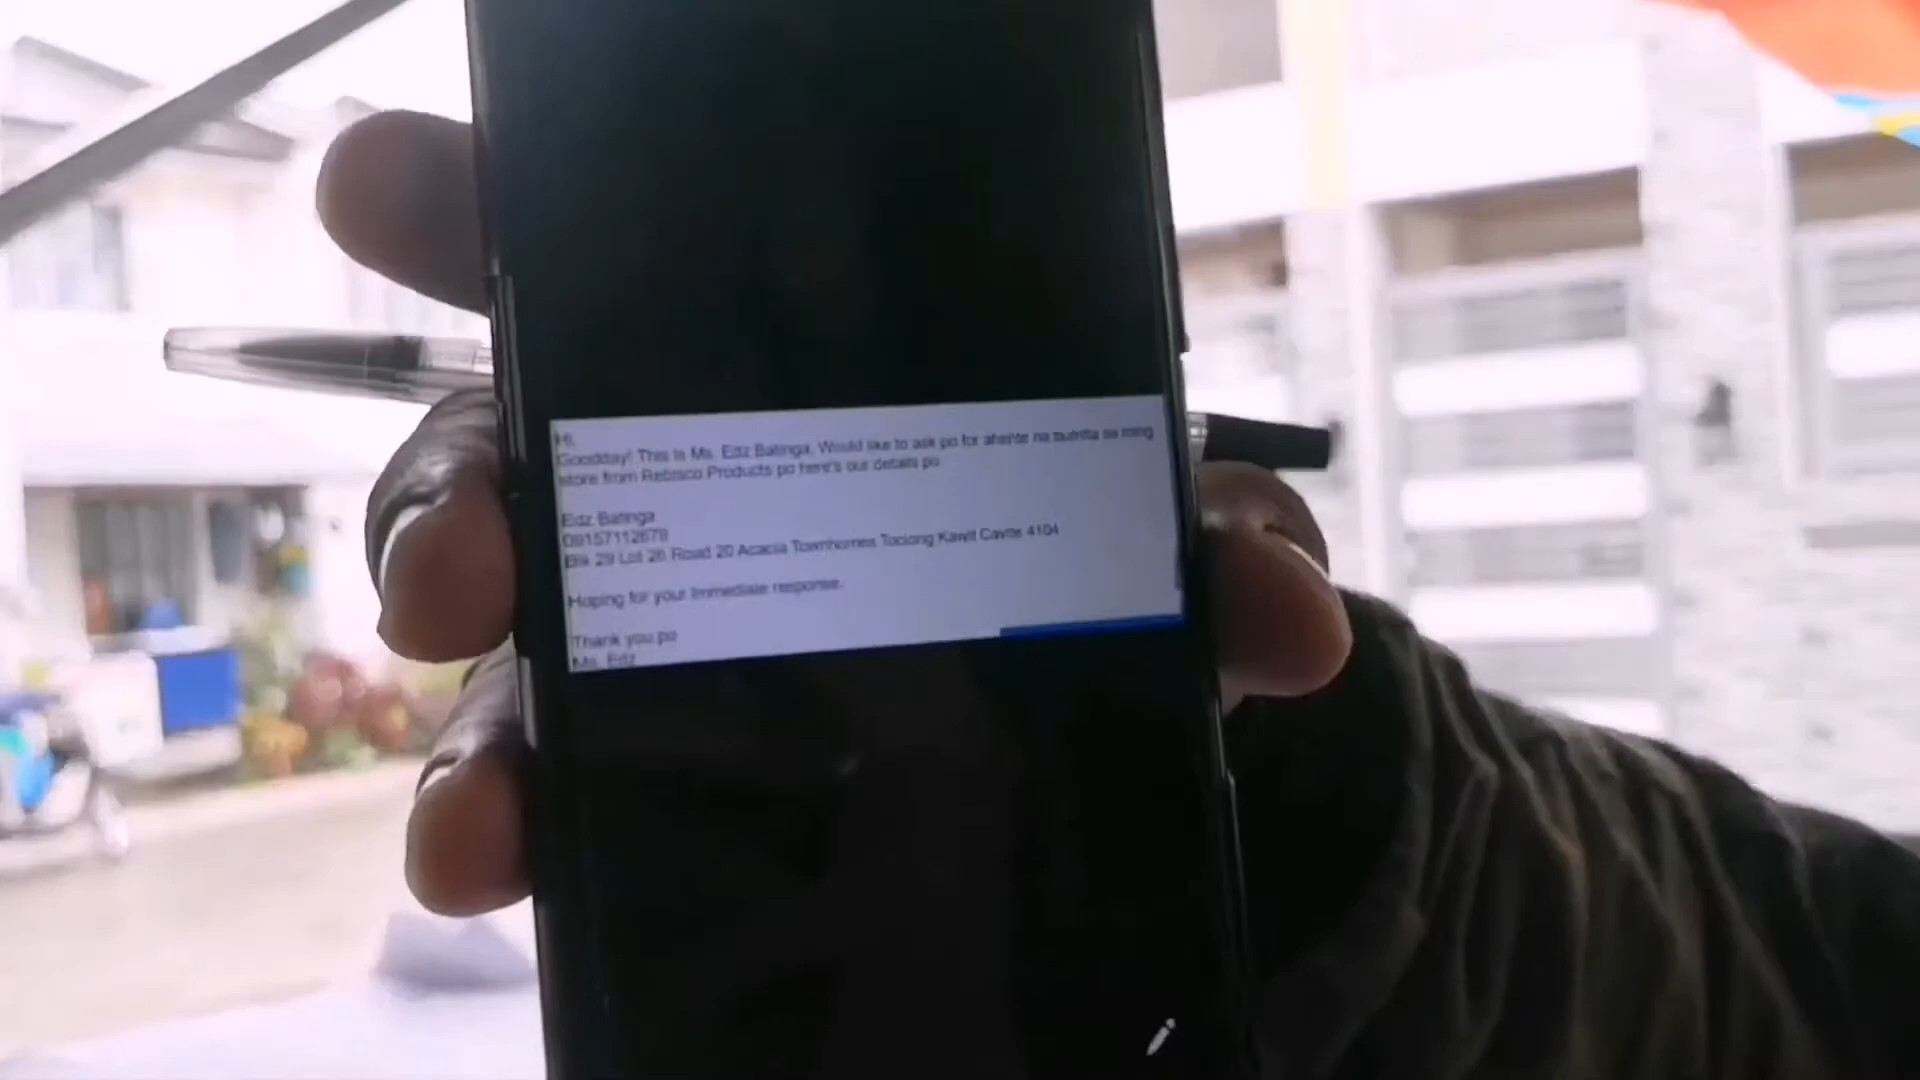 Hi,
Goodday! This is Ms. Edz Batinga, Would like to ask po for ahente na bumita sa ming
store from Rebisco Products po here's our details po
Edz Batinga
09157112679
Blk 29 Lot 26 Road 20 Acacia Townhomes Toclong Kawit Cavite 4104
Hoping for your immediate response.
Thank you po
Ms. Edz